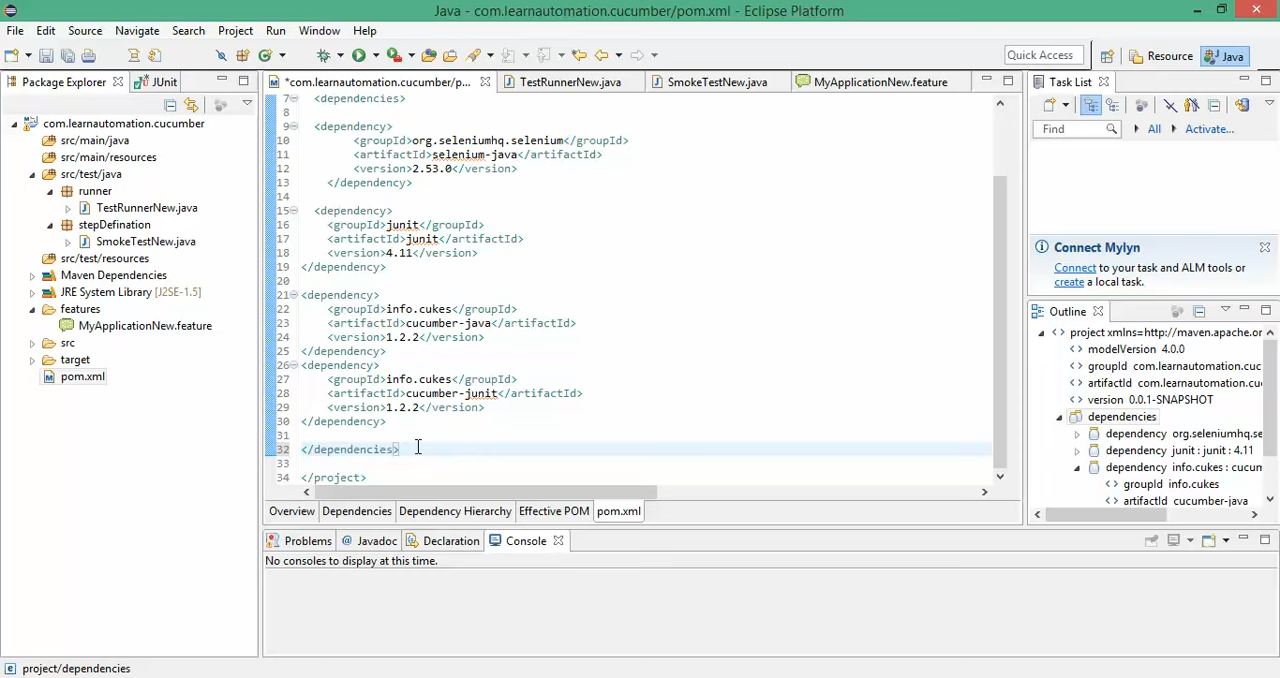 Java - com.learnautomation.cucumber/pom.xml - Eclipse Platform
File Edit Source Navigate Search Project Run Window Help
Quick Access
Resource
Java
Package Explorer
JUnit
*com.learnautomation.cucumber/p...
TestRunnerNew.java
SmokeTestNew.java
MyApplicationNew.feature
Task List
com.learnautomation.cucumber
src/main/java
src/main/resources
src/test/java
runner
TestRunnerNew.java
stepDefination
SmokeTestNew.java
src/test/resources
Maven Dependencies
JRE System Library [J2SE-1.5]
features
MyApplicationNew.feature
src
target
pom.xml
7 <dependencies>
8
9 <dependency>
10 <groupId>org.seleniumhq.selenium</groupId>
11 <artifactId>selenium-java</artifactId>
12 <version>2.53.0</version>
13 </dependency>
14
15 <dependency>
16 <groupId>junit</groupId>
17 <artifactId>junit</artifactId>
18 <version>4.11</version>
19 </dependency>
20
21 <dependency>
22 <groupId>info.cukes</groupId>
23 <artifactId>cucumber-java</artifactId>
24 <version>1.2.2</version>
25 </dependency>
26 <dependency>
27 <groupId>info.cukes</groupId>
28 <artifactId>cucumber-junit</artifactId>
29 <version>1.2.2</version>
30 </dependency>
31
32 </dependencies>
33
34 </project>
Overview Dependencies Dependency Hierarchy Effective POM pom.xml
Find
All
Activate...
Connect Mylyn
Connect to your task and ALM tools or
create a local task.
Outline
project xmlns=http://maven.apache.or
modelVersion 4.0.0
groupId com.learnautomation.cuc
artifactId com.learnautomation.cu
version 0.0.1-SNAPSHOT
dependencies
dependency org.seleniumhq.se
dependency junit : junit : 4.11
dependency info.cukes : cucum
groupId info.cukes
artifactId cucumber-java
Problems
@ Javadoc
Declaration
Console
No consoles to display at this time.
project/dependencies